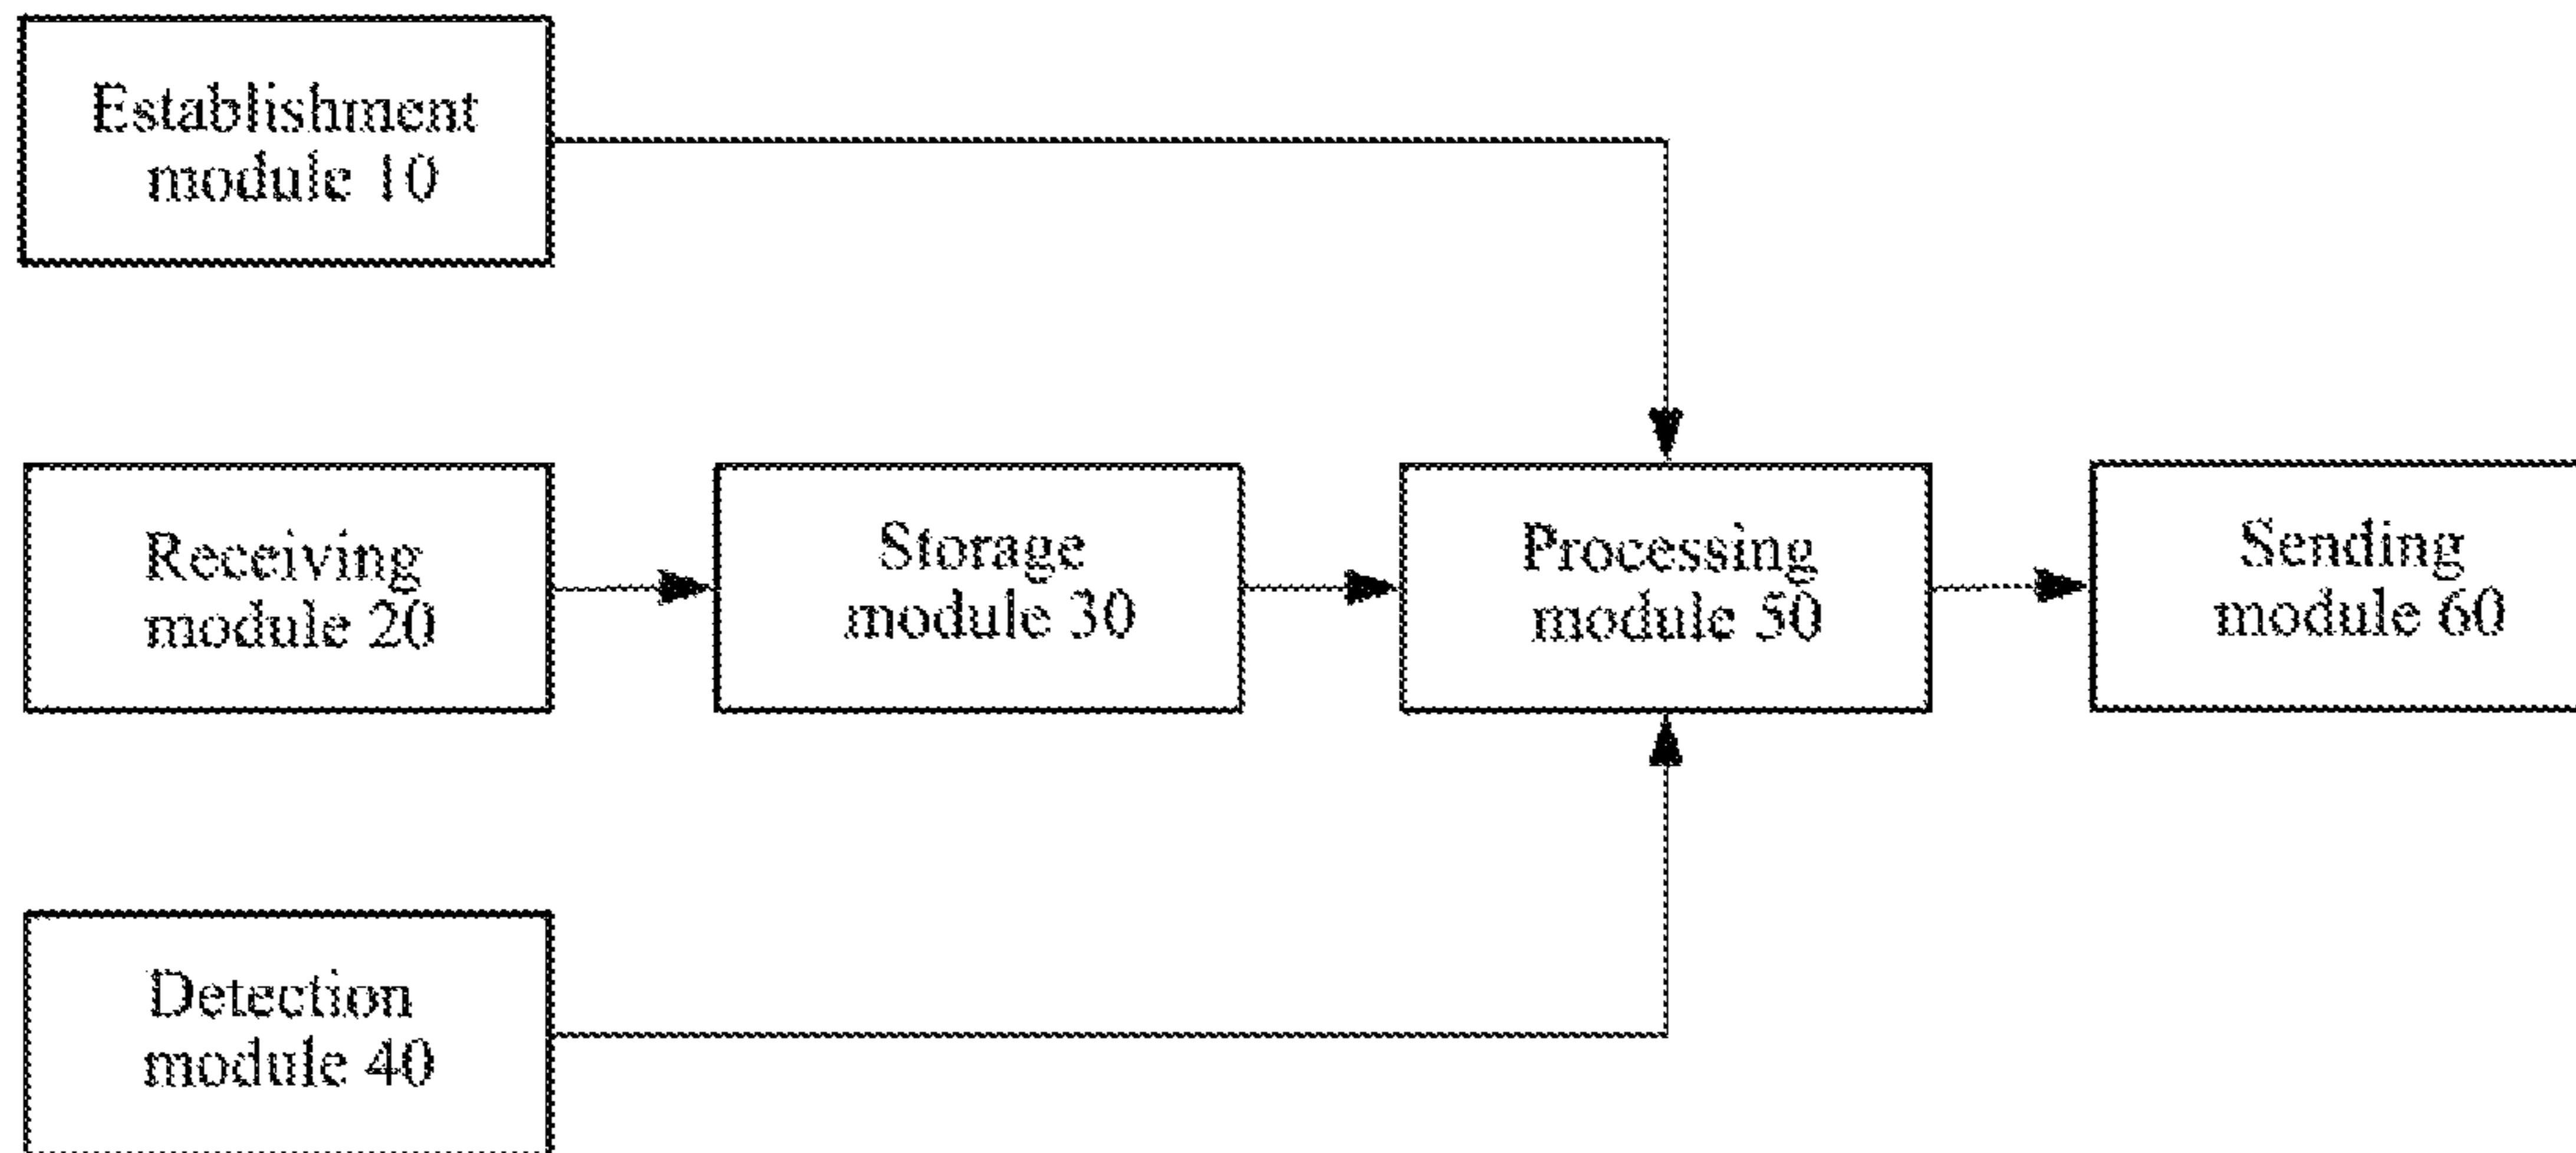 Establishment
module 10
Receiving
module 20
Storage
module 30
Processing
module 50
Sending
module 60
Detection
module 40